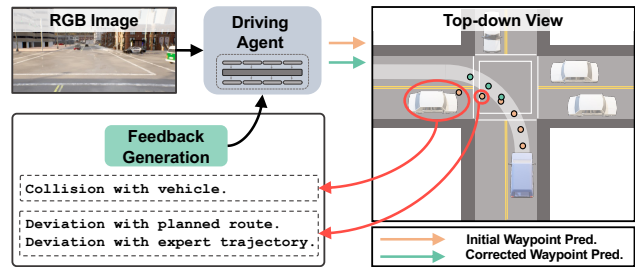 RGB Image
Driving
Agent
Top-down View
Feedback
Generation
Collision with vehicle.
Deviation with planned route.
Deviation with expert trajectory.
Initial Waypoint Pred.
Corrected Waypoint Pred.